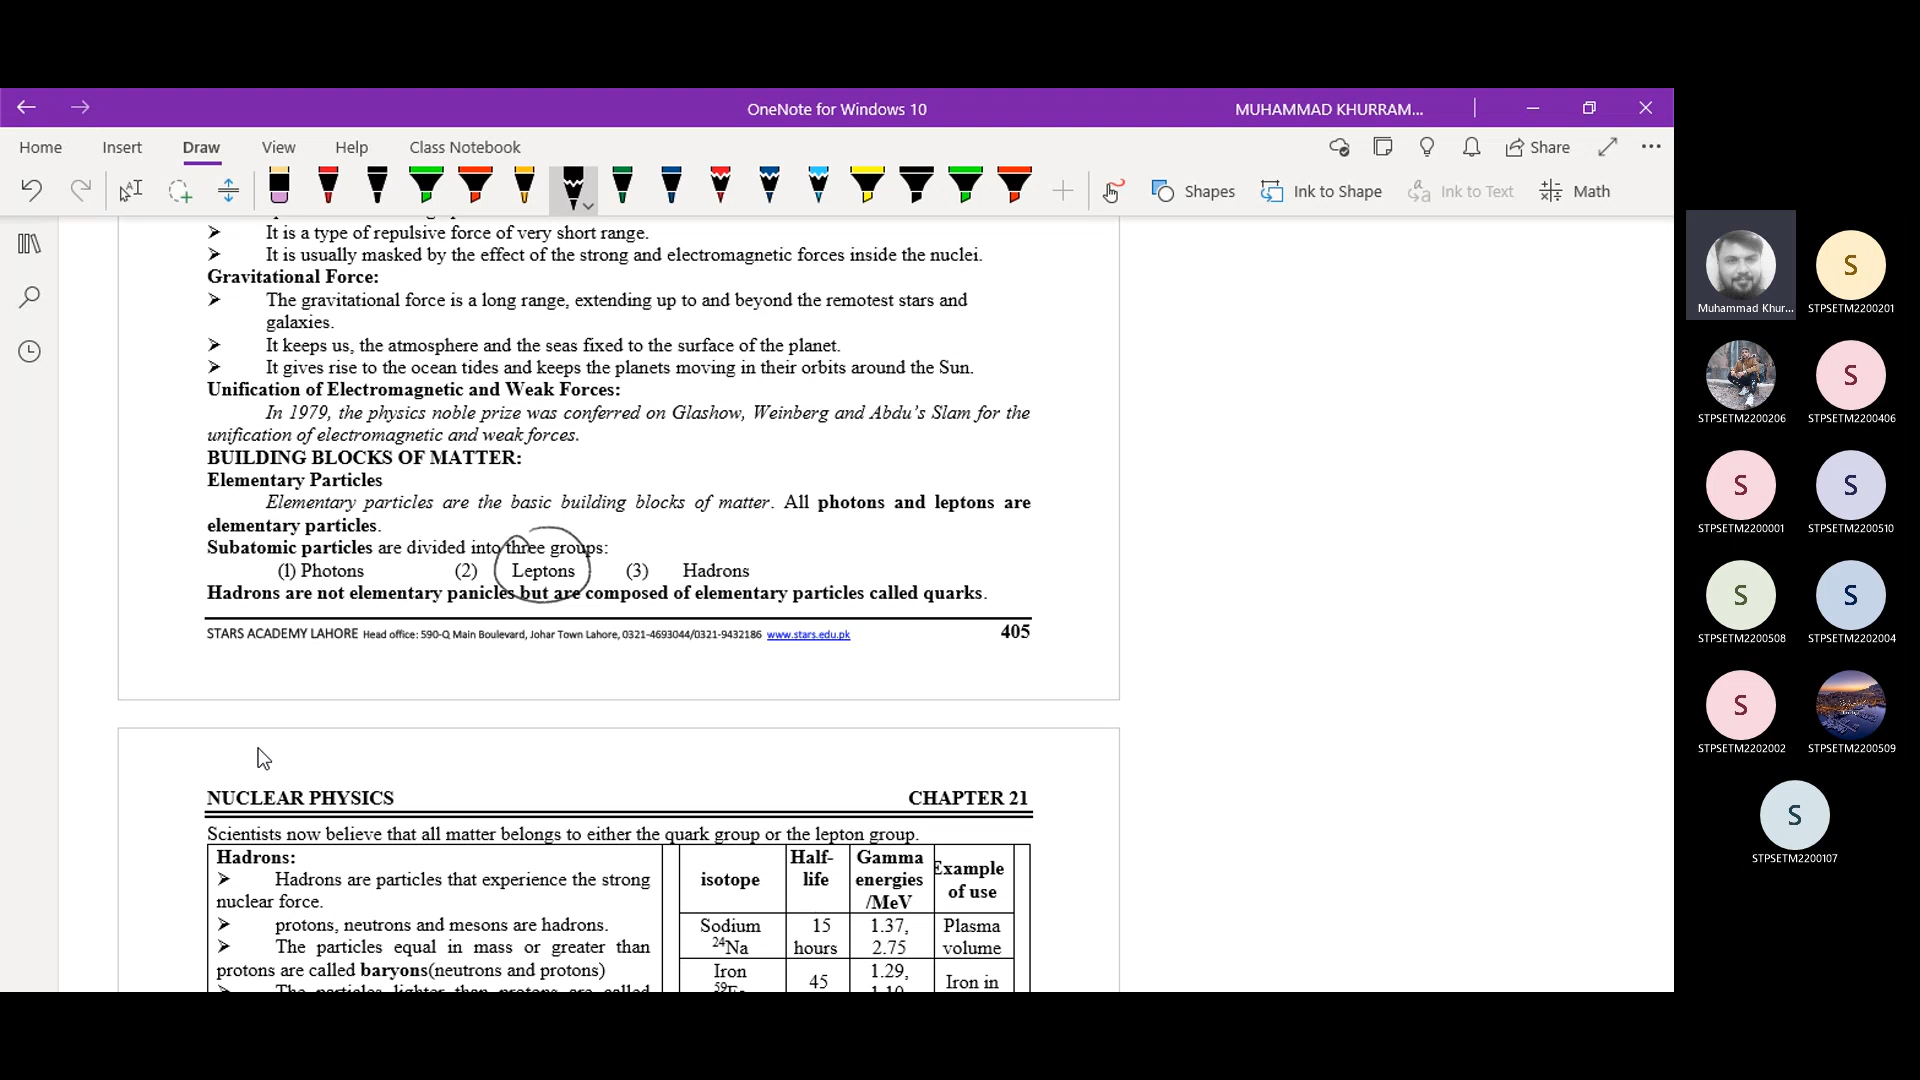 OneNote for Windows 10
MUHAMMAD KHURRAM...
Home Insert Draw View Help Class Notebook
Share
Shapes Ink to Shape Ink to Text Math
➤ It is a type of repulsive force of very short range.
➤ It is usually masked by the effect of the strong and electromagnetic forces inside the nuclei.
Gravitational Force:
➤ The gravitational force is a long range, extending up to and beyond the remotest stars and
galaxies.
➤ It keeps us, the atmosphere and the seas fixed to the surface of the planet.
➤ It gives rise to the ocean tides and keeps the planets moving in their orbits around the Sun.
Unification of Electromagnetic and Weak Forces:
In 1979, the physics noble prize was conferred on Glashow, Weinberg and Abdu's Slam for the
unification of electromagnetic and weak forces.
BUILDING BLOCKS OF MATTER:
Elementary Particles
Elementary particles are the basic building blocks of matter. All photons and leptons are
elementary particles.
Subatomic particles are divided into three groups:
(1) Photons (2) Leptons (3) Hadrons
Hadrons are not elementary panicles but are composed of elementary particles called quarks.
STARS ACADEMY LAHORE Head office: 590-Q Main Boulevard, Johar Town Lahore, 0321-4693044/0321-9432186 www.stars.edu.pk 405
NUCLEAR PHYSICS CHAPTER 21
Scientists now believe that all matter belongs to either the quark group or the lepton group.
Hadrons:
➤ Hadrons are particles that experience the strong
nuclear force.
➤ protons, neutrons and mesons are hadrons.
➤ The particles equal in mass or greater than
protons are called baryons(neutrons and protons)
➤ The particles lighter than protons are called
isotope
Half-
life
Gamma
energies
/MeV
Example
of use
Sodium
24Na
15
hours
1.37,
2.75
Plasma
volume
Iron
59Fe
45
1.29,
1.10
Iron in
Muhammad Khur...
STPSETM2200201
STPSETM2200206
STPSETM2200406
STPSETM2200001
STPSETM2200510
STPSETM2200508
STPSETM2202004
STPSETM2202002
STPSETM2200509
STPSETM2200107
S
S
S
S
S
S
S
S